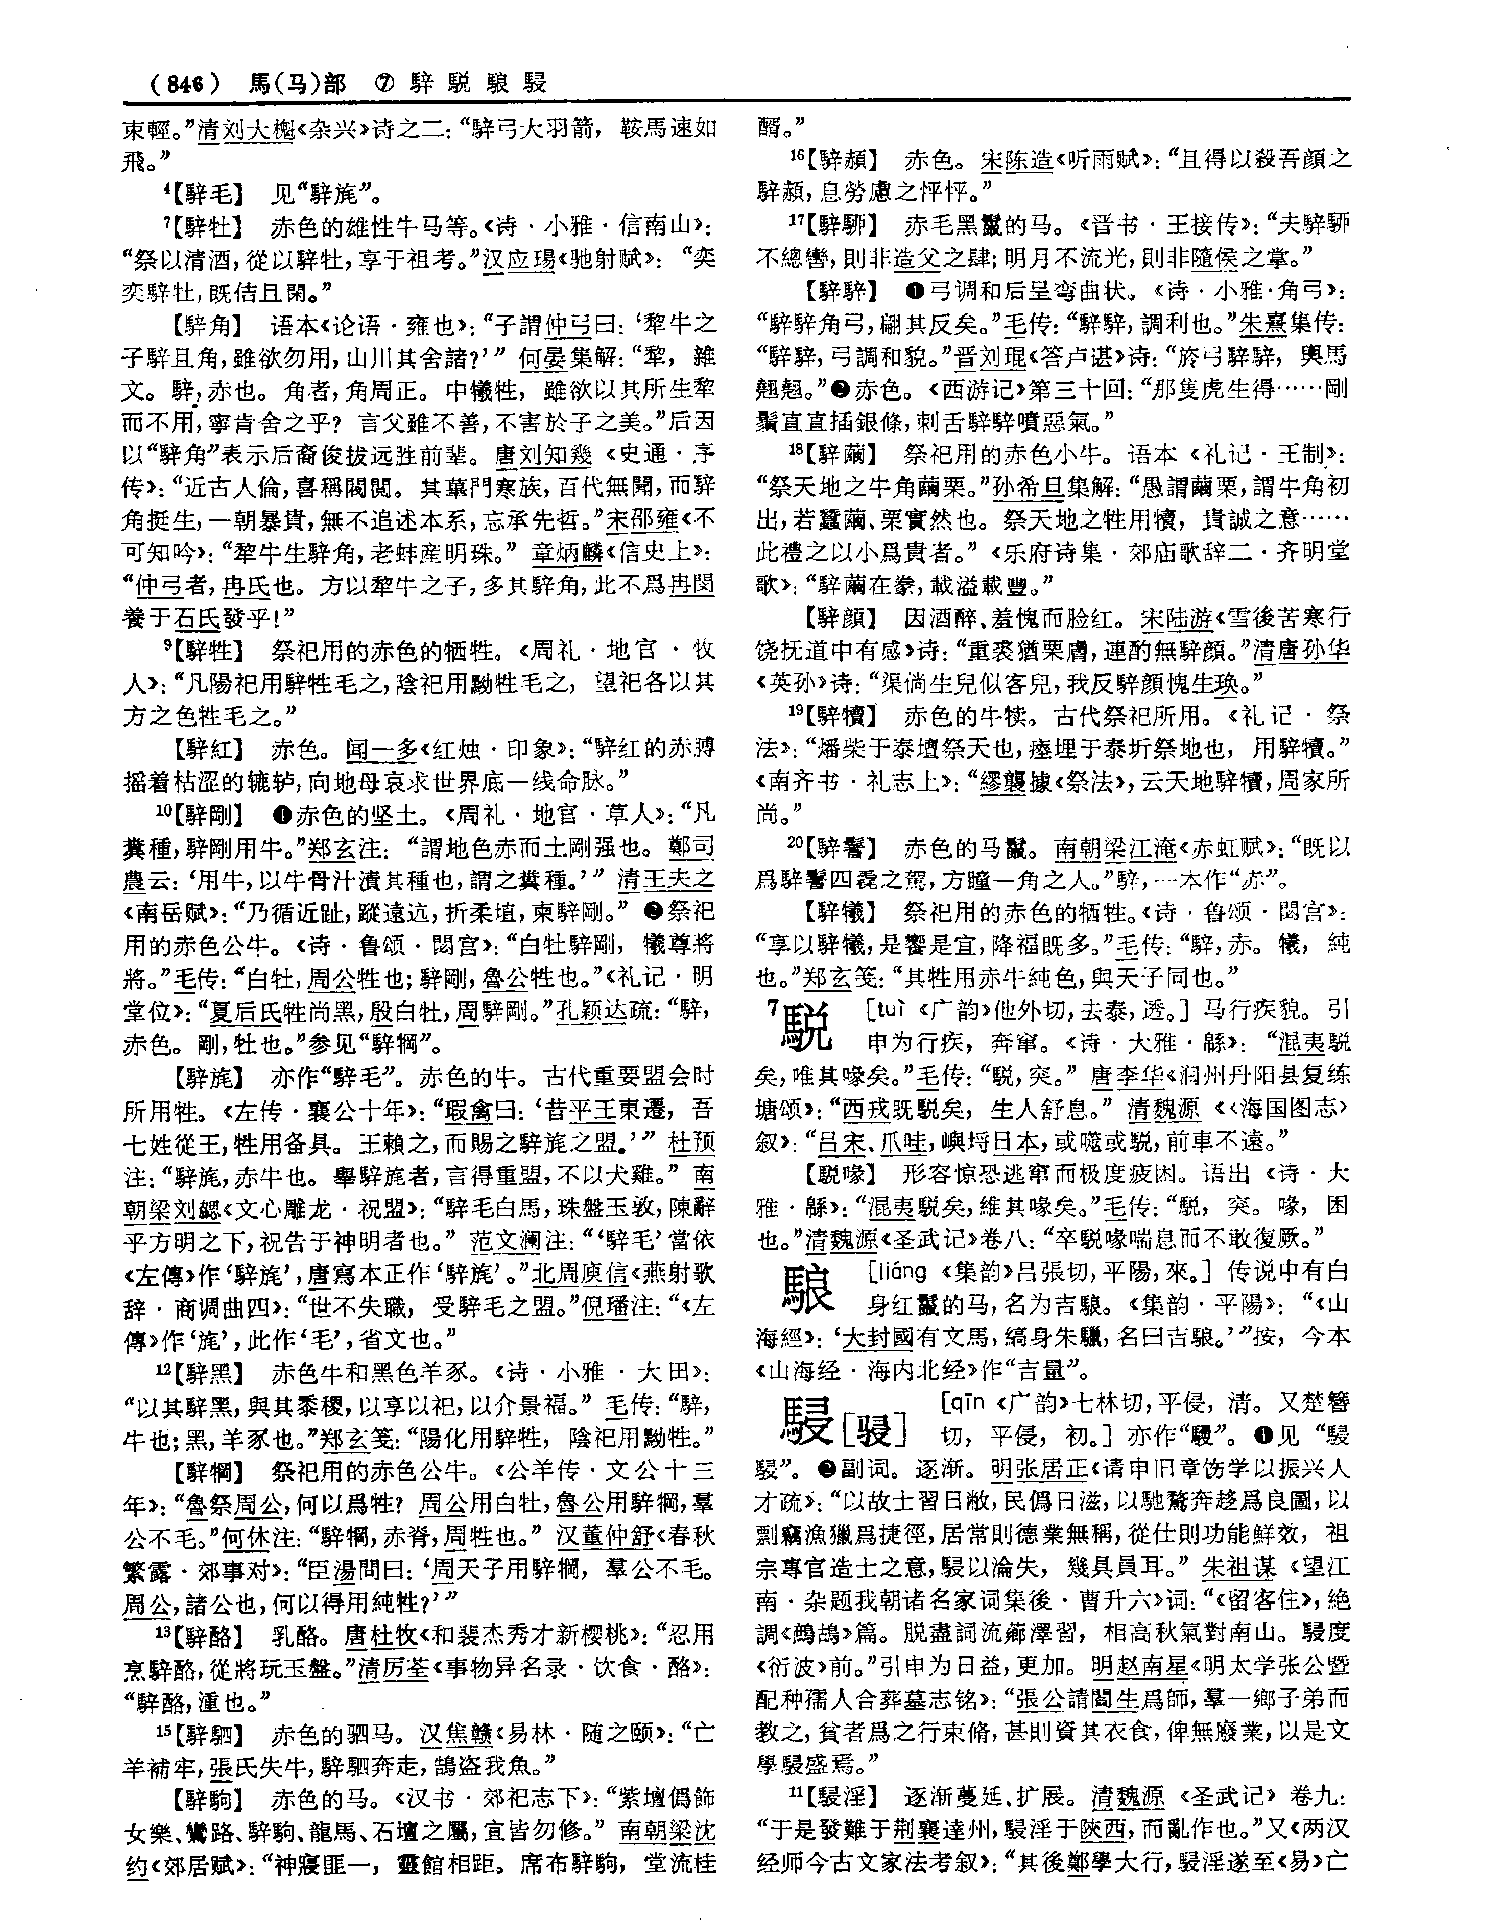 (846) 馬(马)部 ⑦ 騂 駾 駺 駸
束輕。”清刘大櫆《杂兴》诗之二：“騂弓大羽箭，鞍馬速如
飛。”
⁴【騂毛】 见“騂旄”。
⁷【騂牡】 赤色的雄性牛马等。《诗·小雅·信南山》：
“祭以清酒，從以騂牡，享于祖考。”汉应瑒《驰射赋》：“奕
奕騂牡，既佶且閑。”
【騂角】 语本《论语·雍也》：“子謂仲弓曰：‘犂牛之
子騂且角，雖欲勿用，山川其舍諸？’”何晏集解：“犂，雜
文。騂，赤也。角者，角周正。中犧牲，雖欲以其所生犂
而不用，寧肯舍之乎？言父雖不善，不害於子之美。”后因
以“騂角”表示后裔俊拔远胜前辈。唐刘知幾《史通·序
传》：“近古人倫，喜稱閥閱。其蓽門寒族，百代無聞，而騂
角挺生，一朝暴貴，無不追述本系，忘承先哲。”宋邵雍《不
可知吟》：“犂牛生騂角，老蚌産明珠。”章炳麟《信史上》：
“仲弓者，冉氏也。方以犂牛之子，多其騂角，此不爲冉閔
養于石氏發乎！”
⁹【騂牲】 祭祀用的赤色的牺牲。《周礼·地官·牧
人》：“凡陽祀用騂牲毛之，陰祀用黝牲毛之，望祀各以其
方之色牲毛之。”
【騂紅】 赤色。闻一多《红烛·印象》：“騂红的赤膊
摇着枯涩的辘轳，向地母哀求世界底一线命脉。”
¹⁰【騂剛】 ❶赤色的坚土。《周礼·地官·草人》：“凡
糞種，騂剛用牛。”郑玄注：“謂地色赤而土剛强也。鄭司
農云：‘用牛，以牛骨汁漬其種也，謂之糞種。’”清王夫之
《南岳赋》：“乃循近趾，蹤遠迒，折柔埴，東騂剛。”❷祭祀
用的赤色公牛。《诗·鲁颂·閟宫》：“白牡騂剛，犧尊將
將。”毛传：“白牡，周公牲也；騂剛，魯公牲也。”《礼记·明
堂位》：“夏后氏牲尚黑，殷白牡，周騂剛。”孔颖达疏：“騂，
赤色。剛，牡也。”参见“騂犅”。
【騂旄】 亦作“騂毛”。赤色的牛。古代重要盟会时
所用牲。《左传·襄公十年》：“瑕禽曰：‘昔平王東遷，吾
七姓從王，牲用备具。王賴之，而賜之騂旄之盟。’”杜预
注：“騂旄，赤牛也。舉騂旄者，言得重盟，不以犬雞。”南
朝梁刘勰《文心雕龙·祝盟》：“騂毛白馬，珠盤玉敦，陳辭
乎方明之下，祝告于神明者也。”范文澜注：“‘騂毛’當依
《左傳》作‘騂旄’，唐寫本正作‘騂旄’。”北周庾信《燕射歌
辞·商调曲四》：“世不失職，受騂毛之盟。”倪璠注：“《左
傳》作‘旄’，此作‘毛’，省文也。”
¹²【騂黑】 赤色牛和黑色羊豕。《诗·小雅·大田》：
“以其騂黑，與其黍稷，以享以祀，以介景福。”毛传：“騂，
牛也；黑，羊豕也。”郑玄笺：“陽化用騂牲，陰祀用黝牲。”
【騂犅】 祭祀用的赤色公牛。《公羊传·文公十三
年》：“魯祭周公，何以爲牲？周公用白牡，魯公用騂犅，羣
公不毛。”何休注：“騂犅，赤脊，周牲也。”汉董仲舒《春秋
繁露·郊事对》：“臣湯問曰：‘周天子用騂犅，羣公不毛。
周公，諸公也，何以得用純牲？’”
¹³【騂酪】 乳酪。唐杜牧《和裴杰秀才新樱桃》：“忍用
烹騂酪，從將玩玉盤。”清厉荃《事物异名录·饮食·酪》：
“騂酪，湩也。”
¹⁵【騂駟】 赤色的驷马。汉焦赣《易林·随之颐》：“亡
羊補牢，張氏失牛，騂駟奔走，鵠盗我魚。”
【騂駒】 赤色的马。《汉书·郊祀志下》：“紫壇僞飾
女樂、鸞路、騂駒、龍馬、石壇之屬，宜皆勿修。”南朝梁沈
约《郊居赋》：“神寢匪一，靈館相距。席布騂駒，堂流桂
醑。”
¹⁶【騂頳】 赤色。宋陈造《听雨赋》：“且得以殺吾顔之
騂頳，息勞慮之怦怦。”
¹⁷【騂騮】 赤毛黑鬣的马。《晋书·王接传》：“夫騂騮
不總轡，則非造父之肆；明月不流光，則非隨侯之掌。”
【騂騂】 ❶弓调和后呈弯曲状。《诗·小雅·角弓》：
“騂騂角弓，翩其反矣。”毛传：“騂騂，調利也。”朱熹集传：
“騂騂，弓調和貌。”晋刘琨《答卢谌》诗：“旍弓騂騂，輿馬
翹翹。”❷赤色。《西游记》第三十回：“那隻虎生得……剛
鬚直直插銀條，刺舌騂騂噴惡氣。”
¹⁸【騂繭】 祭祀用的赤色小牛。语本《礼记·王制》：
“祭天地之牛角繭栗。”孙希旦集解：“愚謂繭栗，謂牛角初
出，若蠶繭、栗實然也。祭天地之牲用犢，貴誠之意……
此禮之以小爲貴者。”《乐府诗集·郊庙歌辞二·齐明堂
歌》：“騂繭在豢，載溢載豐。”
【騂顔】 因酒醉、羞愧而脸红。宋陆游《雪後苦寒行
饶抚道中有感》诗：“重裘猶栗膚，連酌無騂顔。”清唐孙华
《英孙》诗：“渠倘生兒似客兒，我反騂顔愧生瑍。”
¹⁹【騂犢】 赤色的牛犊。古代祭祀所用。《礼记·祭
法》：“燔柴于泰壇祭天也，瘞埋于泰圻祭地也，用騂犢。”
《南齐书·礼志上》：“繆襲據《祭法》，云天地騂犢，周家所
尚。”
²⁰【騂鬐】 赤色的马鬣。南朝梁江淹《赤虹赋》：“既以
爲騂鬐四毳之駕，方瞳一角之人。”騂，一本作“赤”。
【騂犧】 祭祀用的赤色的牺牲。《诗·鲁颂·閟宫》：
“享以騂犧，是饗是宜，降福既多。”毛传：“騂，赤。犧，純
也。”郑玄笺：“其牲用赤牛純色，與天子同也。”
⁷駾 [tuì《广韵》他外切，去泰，透。] 马行疾貌。引
申为行疾，奔窜。《诗·大雅·緜》：“混夷駾
矣，唯其喙矣。”毛传：“駾，突。”唐李华《润州丹阳县复练
塘颂》：“西戎既駾矣，生人舒息。”清魏源《〈海国图志〉
叙》：“吕宋、爪哇，嶼埒日本，或噬或駾，前車不遠。”
【駾喙】 形容惊恐逃窜而极度疲困。语出《诗·大
雅·緜》：“混夷駾矣，維其喙矣。”毛传：“駾，突。喙，困
也。”清魏源《圣武记》卷八：“卒駾喙喘息而不敢復厥。”
駺 [liáng《集韵》吕張切，平陽，來。] 传说中有白
身红鬣的马，名为吉駺。《集韵·平陽》：“《山
海經》：‘大封國有文馬，縞身朱鬣，名曰吉駺。’”按，今本
《山海经·海内北经》作“吉量”。
駸[骎] [qīn《广韵》七林切，平侵，清。又楚簪
切，平侵，初。] 亦作“駿”。❶见“駸
駸”。❷副词。逐渐。明张居正《请申旧章饬学以振兴人
才疏》：“以故士習日敝，民僞日滋，以馳騖奔趨爲良圖，以
剽竊漁獵爲捷徑，居常則德業無稱，從仕則功能鮮效，祖
宗專官造士之意，駸以淪失，幾具員耳。”朱祖谋《望江
南·杂题我朝诸名家词集後·曹升六》词：“《留客住》，絶
調《鷓鴣》篇。脱盡詞流薌澤習，相高秋氣對南山。駸度
《衍波》前。”引申为日益，更加。明赵南星《明太学张公暨
配种孺人合葬墓志铭》：“張公請閻生爲師，羣一鄉子弟而
教之，貧者爲之行束脩，甚則資其衣食，俾無廢業，以是文
學駸盛焉。”
¹¹【駸淫】 逐渐蔓延、扩展。清魏源《圣武记》卷九：
“于是發難于荆襄達州，駸淫于陝西，而亂作也。”又《两汉
经师今古文家法考叙》：“其後鄭學大行，駸淫遂至《易》亡